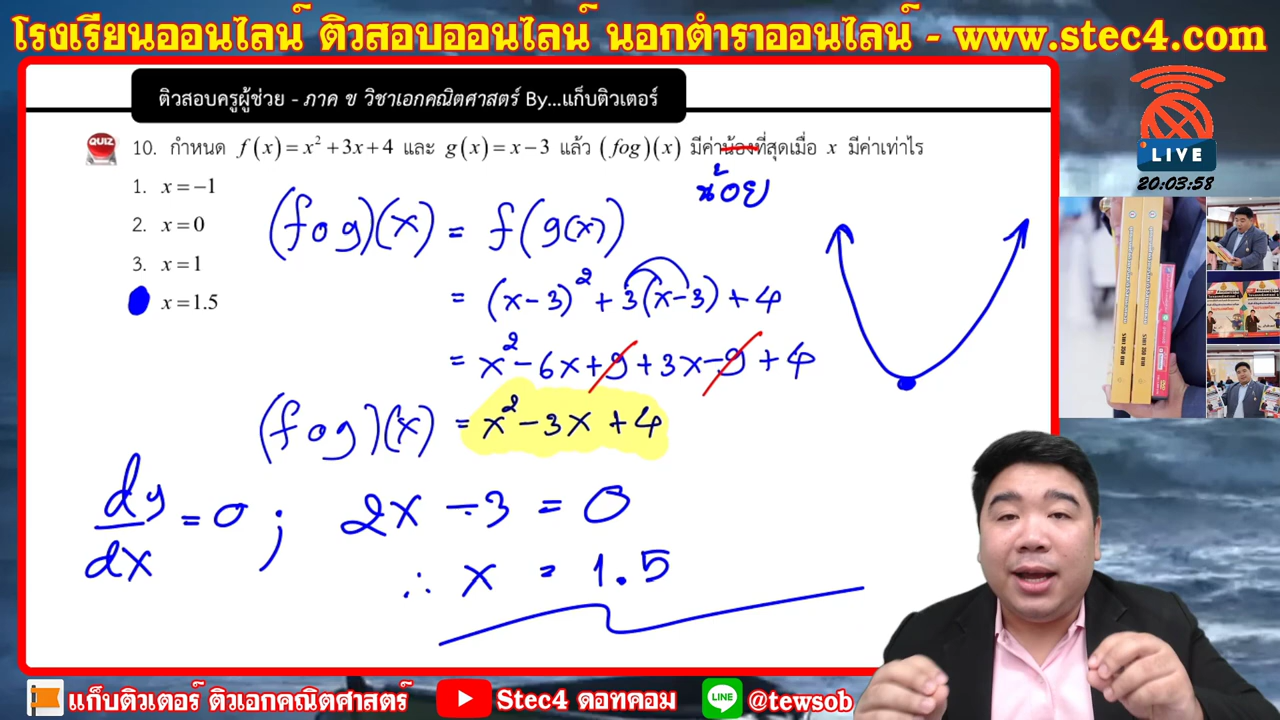 โรงเรียนออนไลน์ ติวสอบออนไลน์ นอกตำราออนไลน์ - www.stec4.com
ติวสอบครูผู้ช่วย - ภาค ข วิชาเอกคณิตศาสตร์ By...แก็บติวเตอร์
QUIZ 10. กำหนด f(x) = x² + 3x + 4 และ g(x) = x − 3 แล้ว (fog)(x) มีค่าน้องที่สุดเมื่อ x มีค่าเท่าไร
น้อย
1. x = −1
2. x = 0
3. x = 1
x = 1.5
(fog)(x) = f(g(x))
= (x−3)² + 3(x−3) + 4
= x² − 6x + 9 + 3x − 9 + 4
(fog)(x) = x² − 3x + 4
dy/dx = 0 ; 2x − 3 = 0
∴ x = 1.5
LIVE
20:03:58
แก็บติวเตอร์ ติวเอกคณิตศาสตร์
Stec4 ดอทคอม
LINE @tewsob